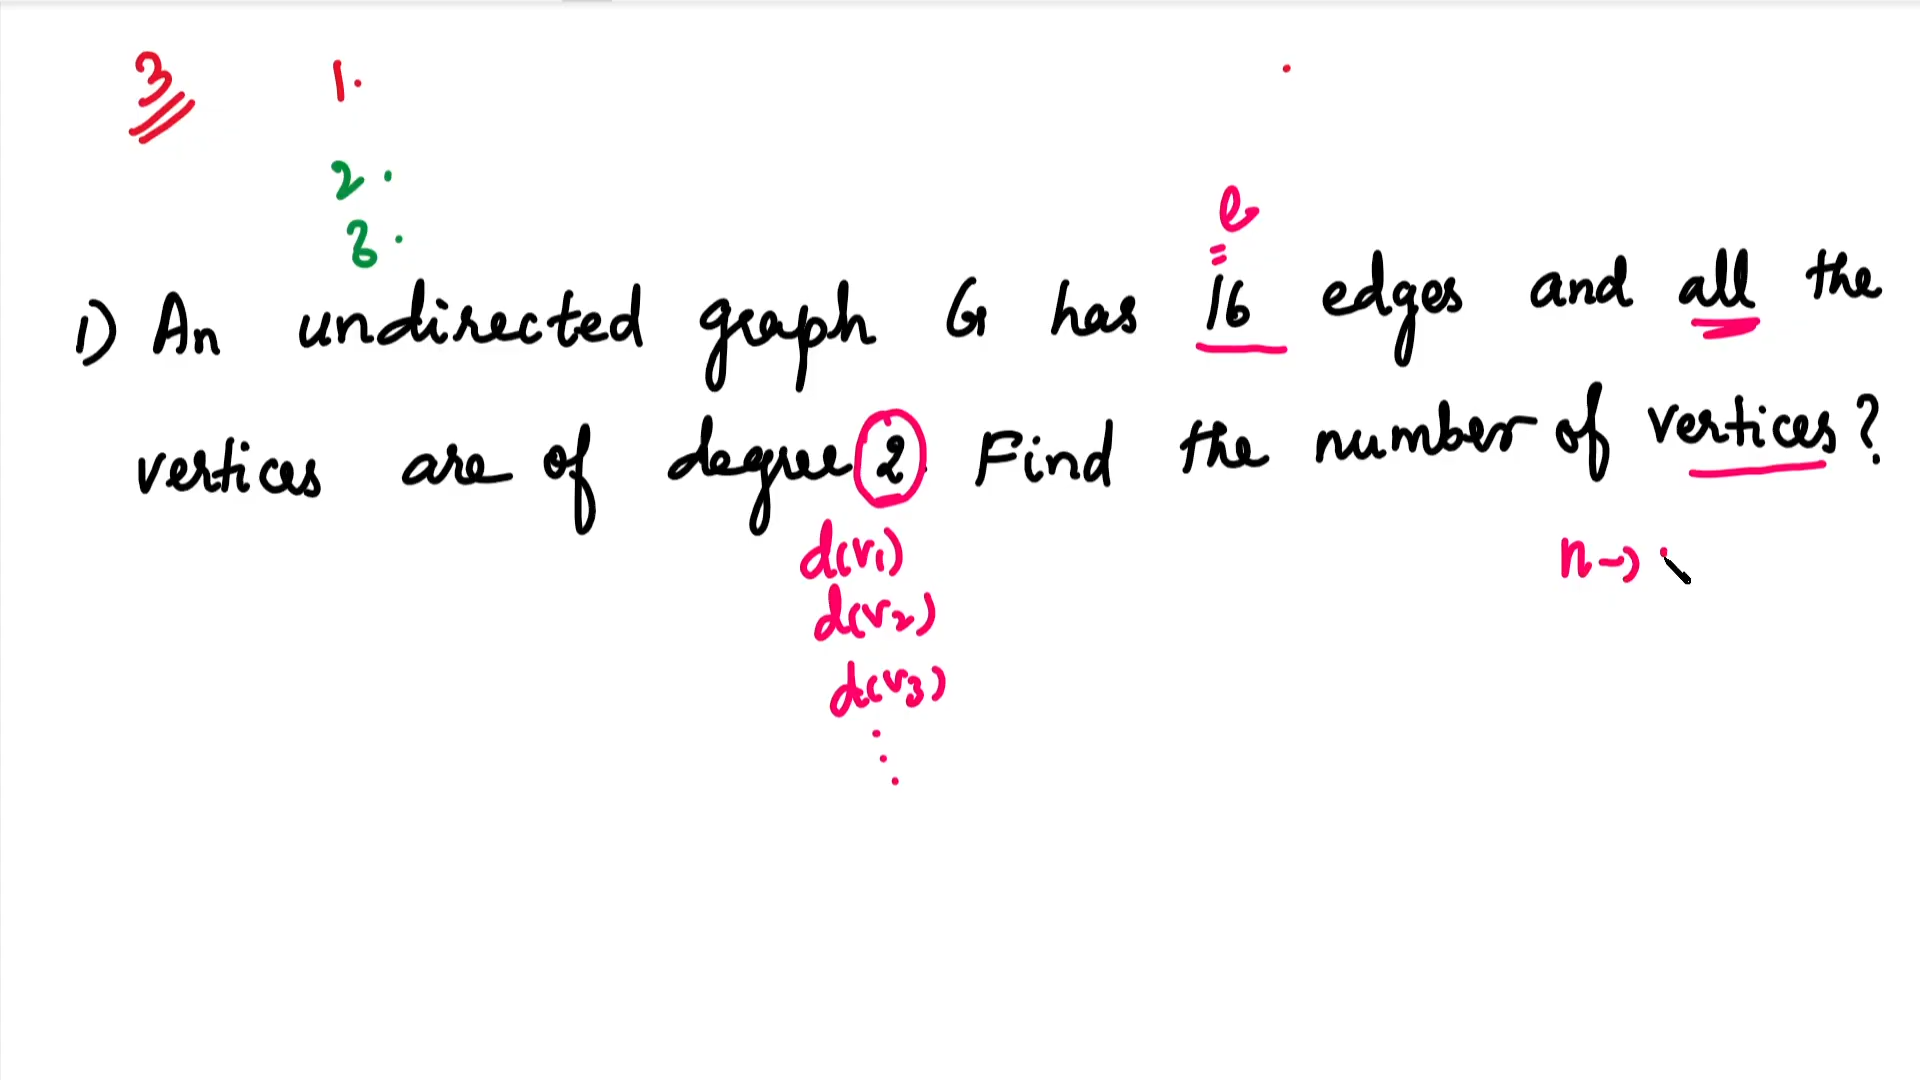 3
1.
2.
3.
e
=
1) An undirected graph G has 16 edges and all the
vertices are of degree 2. Find the number of vertices?
d(v1)
d(v2)
d(v3)
n→